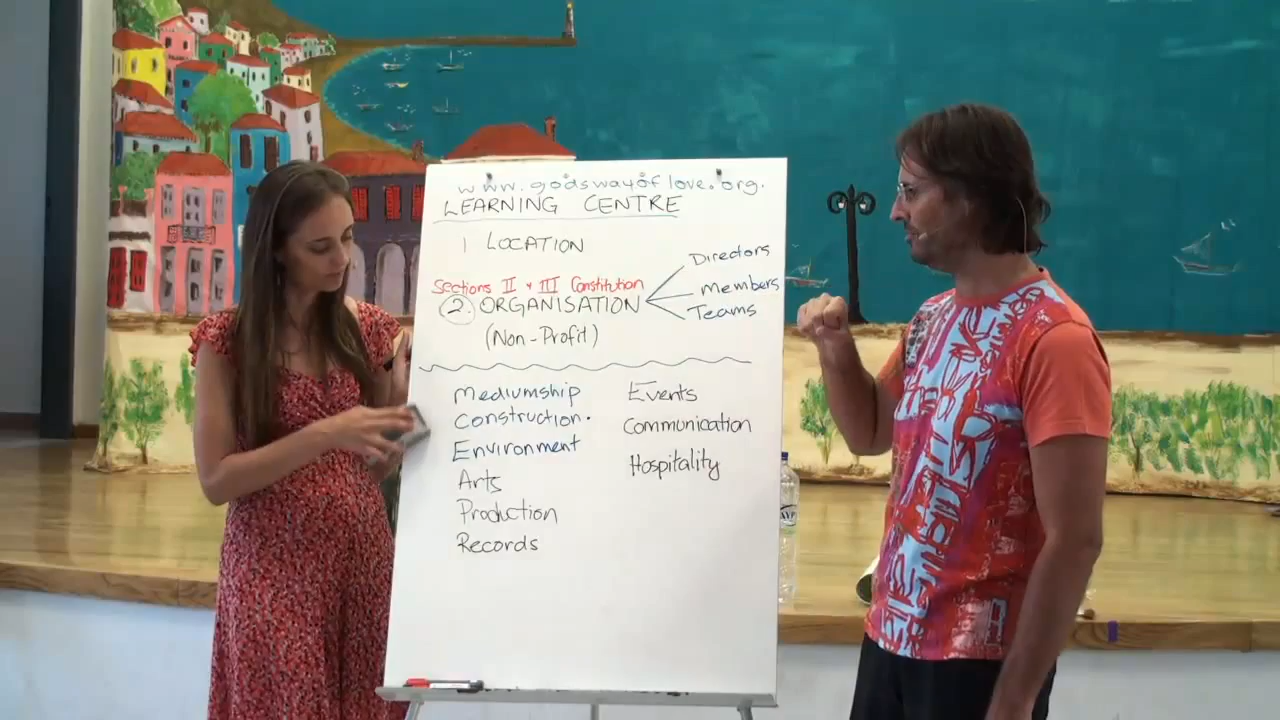 www.godswayoflove.org.
LEARNING CENTRE
1 LOCATION
Sections II & III Constitution
2. ORGANISATION
(Non-Profit)
Directors
members
Teams
Mediumship
Construction.
Environment
Arts
Production
Records
Events
Communication
Hospitality